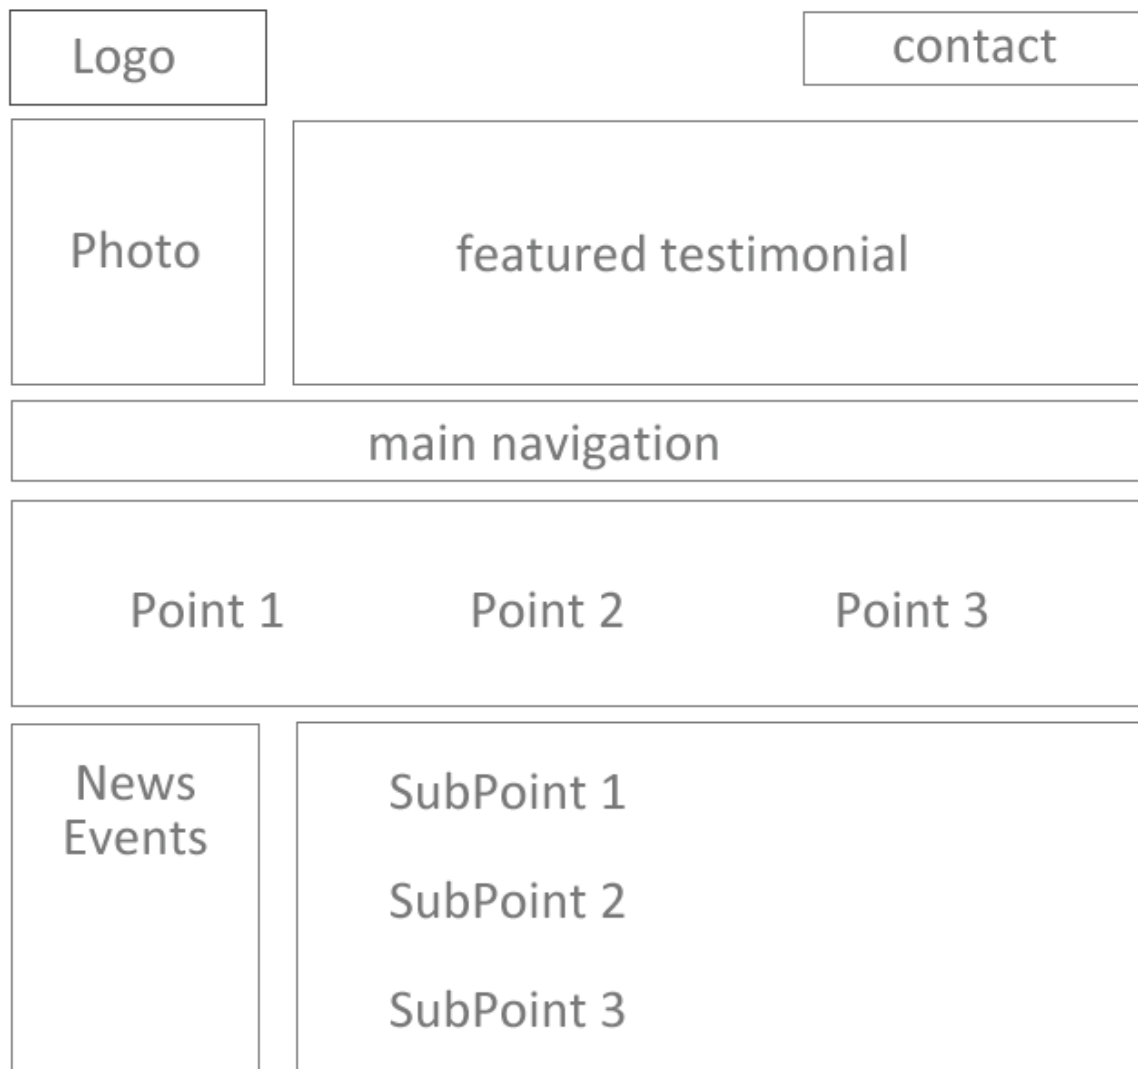 Logo
contact
Photo
featured testimonial
main navigation
Point 1
Point 2
Point 3
News
Events
SubPoint 1
SubPoint 2
SubPoint 3